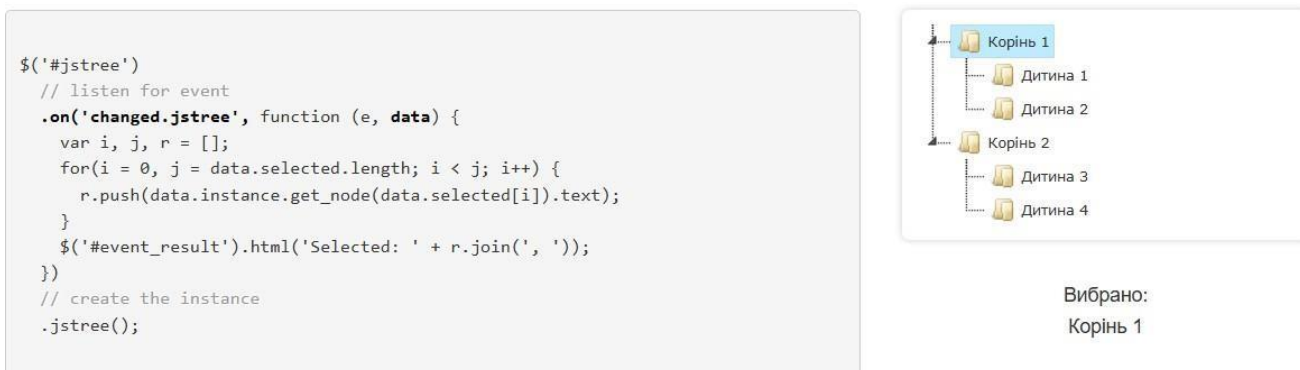 $('#jstree')
  // listen for event
  .on('changed.jstree', function (e, data) {
    var i, j, r = [];
    for(i = 0, j = data.selected.length; i < j; i++) {
      r.push(data.instance.get_node(data.selected[i]).text);
    }
    $('#event_result').html('Selected: ' + r.join(', '));
  })
  // create the instance
  .jstree();
Корінь 1
Дитина 1
Дитина 2
Корінь 2
Дитина 3
Дитина 4
Вибрано:
Корінь 1